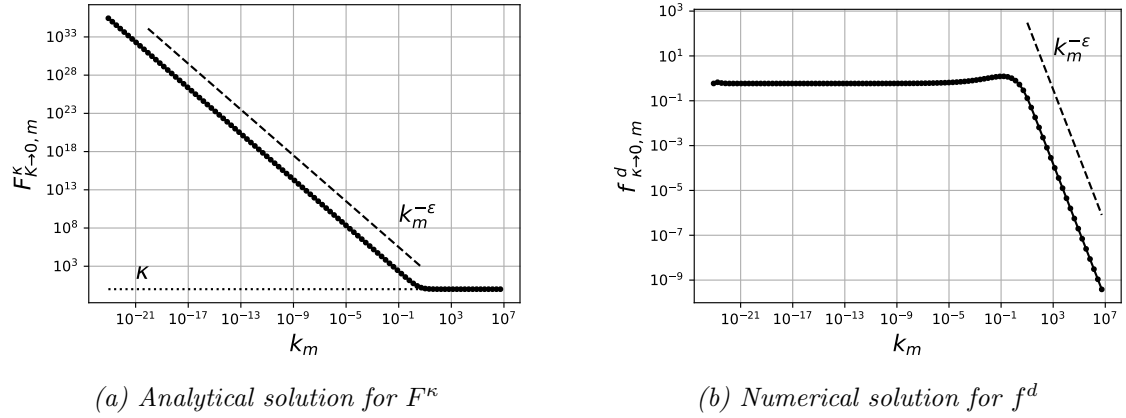 10^33
10^28
10^23
10^18
10^13
10^8
10^3
F^κ_{κ→0, m}
k_m^{-ε}
κ
10^-21 10^-17 10^-13 10^-9 10^-5 10^-1 10^3 10^7
k_m
(a) Analytical solution for F^κ
10^3
10^1
10^-1
10^-3
10^-5
10^-7
10^-9
f^d_{κ→0, m}
k_m^{-ε}
10^-21 10^-17 10^-13 10^-9 10^-5 10^-1 10^3 10^7
k_m
(b) Numerical solution for f^d